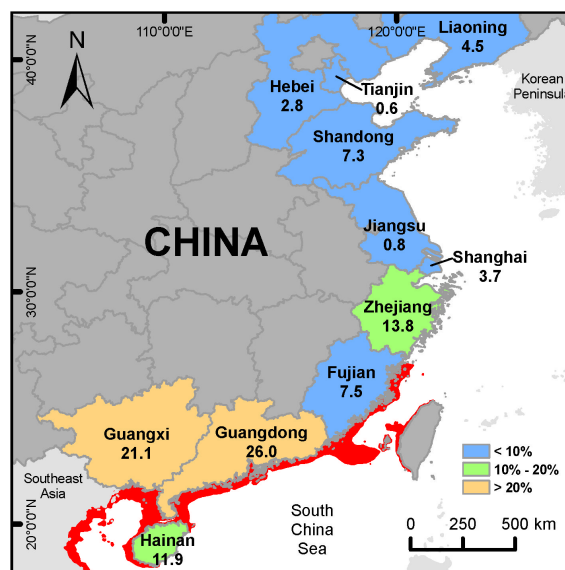 110°0'0"E
120°0'0"E
Liaoning
4.5
N
40°0'0"N
Korean
Peninsula
Hebei
2.8
Tianjin
0.6
Shandong
7.3
Jiangsu
0.8
CHINA
Shanghai
3.7
30°0'0"N
Zhejiang
13.8
Fujian
7.5
Guangxi
21.1
Guangdong
26.0
< 10%
10% - 20%
> 20%
Southeast
Asia
20°0'0"N
South
China
Sea
0 250 500 km
Hainan
11.9